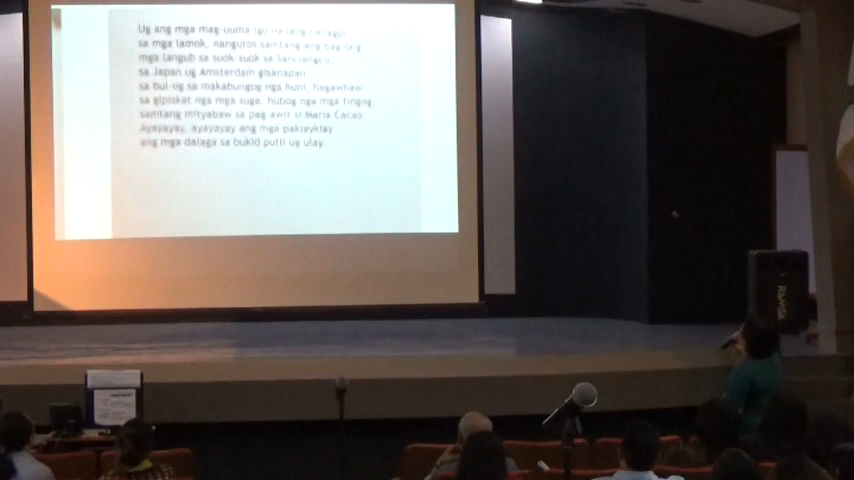 Ug ang mga mag-uuma igo na lang
sa mga lamok, nanguros samtang ang bag-ong
mga langub sa suok-suok sa
sa Japan ug Amsterdam gisanapan
sa bul-og sa makabungog nga huni, hagawhaw
sa gipiskat nga mga suga, hubog nga mga tingog,
samtang mityabaw sa pag-awit si Maria Cacao
Ayayayay, ayayayay ang mga paklayklay
ang mga dalaga sa bukid putli ug ulay.